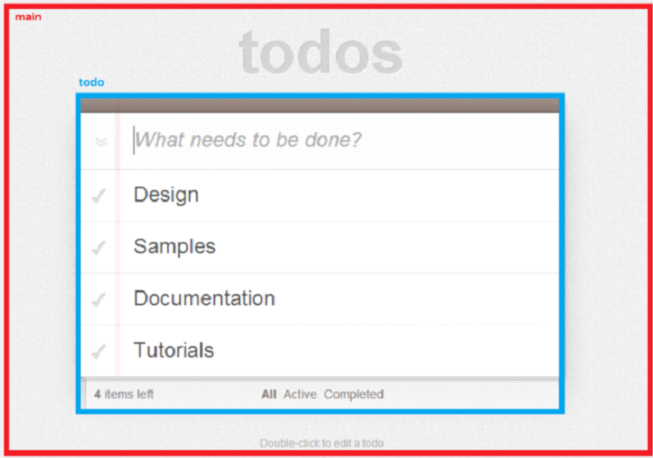 main
todos
todo
What needs to be done?
Design
Samples
Documentation
Tutorials
4 items left All Active Completed
Double-click to edit a todo